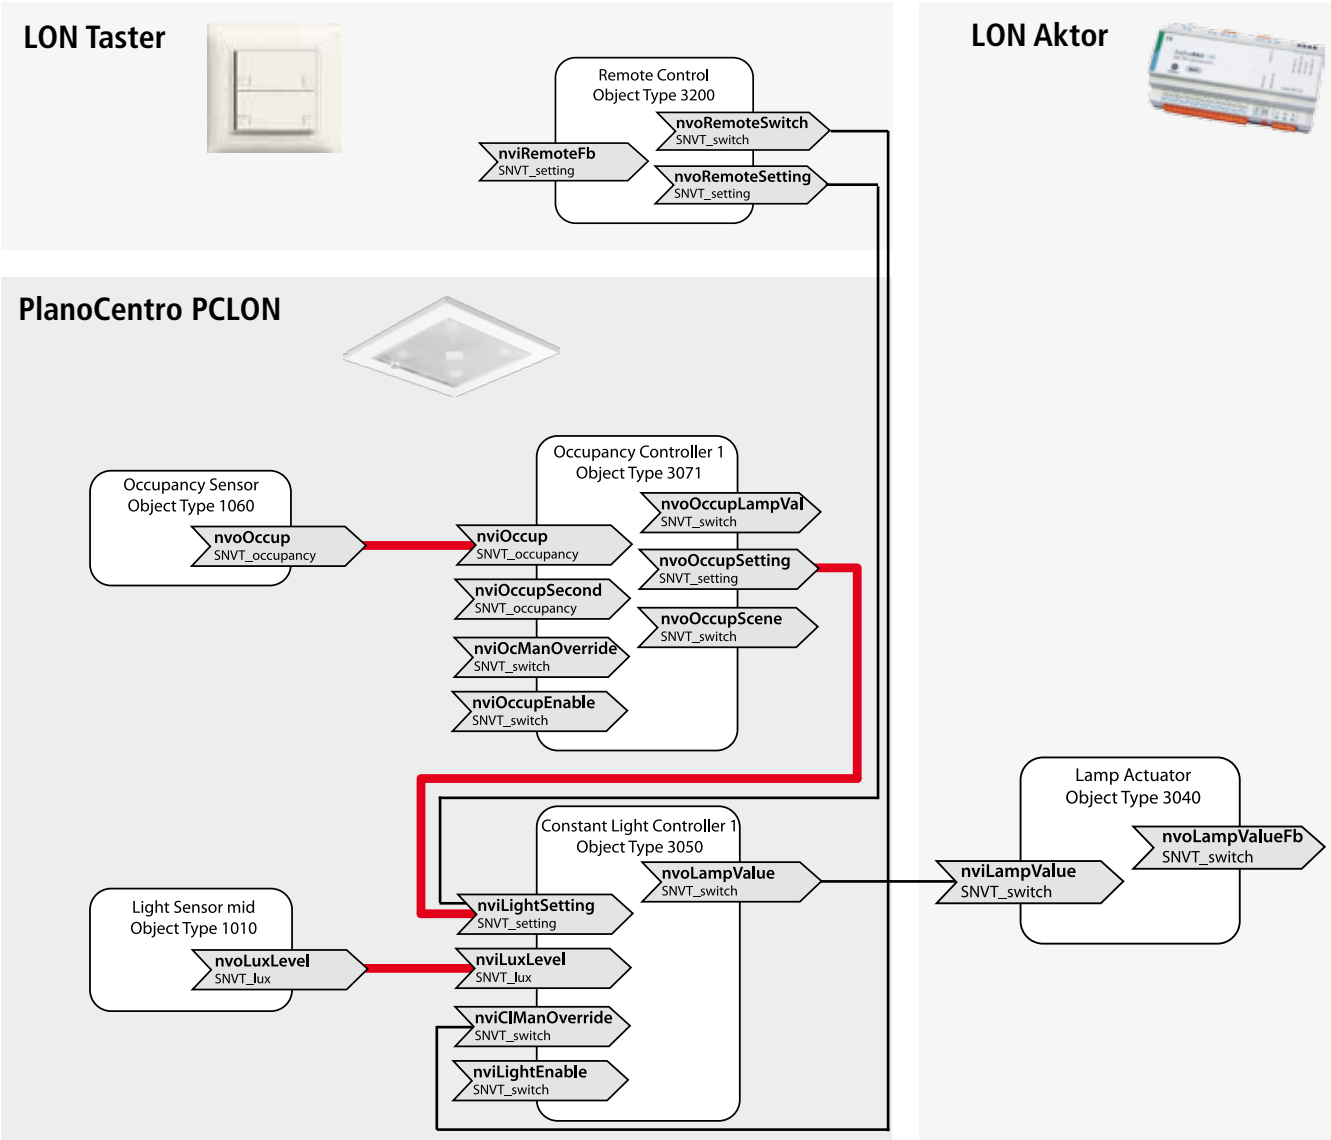 LON Taster
LON Aktor
Remote Control
Object Type 3200
nvoRemoteSwitch
SNVT_switch
nviRemoteFb
SNVT_setting
nvoRemoteSetting
SNVT_setting
PlanoCentro PCLON
Occupancy Sensor
Object Type 1060
nvoOccup
SNVT_occupancy
Occupancy Controller 1
Object Type 3071
nvoOccupLampVal
SNVT_switch
nviOccup
SNVT_occupancy
nvoOccupSetting
SNVT_setting
nviOccupSecond
SNVT_occupancy
nvoOccupScene
SNVT_switch
nviOcManOverride
SNVT_switch
nviOccupEnable
SNVT_switch
Lamp Actuator
Object Type 3040
nvoLampValueFb
SNVT_switch
nviLampValue
SNVT_switch
Constant Light Controller 1
Object Type 3050
nvoLampValue
SNVT_switch
nviLightSetting
SNVT_setting
Light Sensor mid
Object Type 1010
nvoLuxLevel
SNVT_lux
nviLuxLevel
SNVT_lux
nviClManOverride
SNVT_switch
nviLightEnable
SNVT_switch